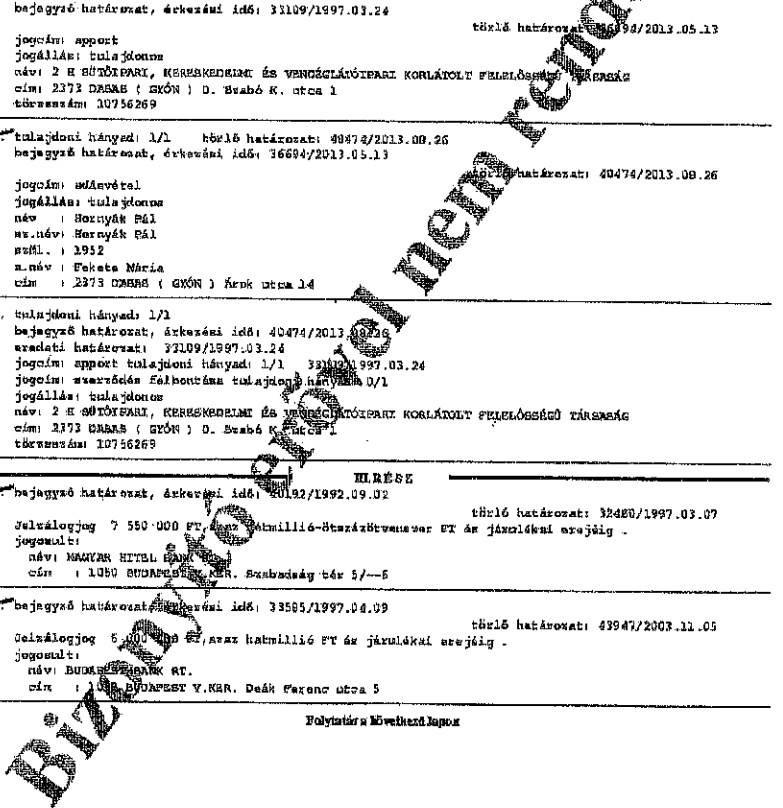 bejegyző határozat, érkezési idő: 33109/1997.03.24
törlő határozat: 36694/2013.05.13
jogcím: apport
jogállás: tulajdonos
név: 2 H SÜTŐIPARI, KERESKEDELMI ÉS VENDÉGLÁTÓIPARI KORLÁTOLT FELELŐSSÉGŰ TÁRSASÁG
cím: 2373 DABAS ( GYÓN ) D. Szabó K. utca 1
törzsszám: 10756269
tulajdoni hányad: 1/1 törlő határozat: 40474/2013.08.26
bejegyző határozat, érkezési idő: 36694/2013.05.13
törlő határozat: 40474/2013.08.26
jogcím: adásvétel
jogállás: tulajdonos
név : Hornyák Pál
sz.név: Hornyák Pál
szül. : 1952
a.név : Fekete Mária
cím : 2373 DABAS ( GYÓN ) Árok utca 14
tulajdoni hányad: 1/1
bejegyző határozat, érkezési idő: 40474/2013.08.26
eredeti határozat: 33109/1997.03.24
jogcím: apport tulajdoni hányad: 1/1 33109/1997.03.24
jogcím: szerződés felbontása tulajdoni hányad: 0/1
jogállás: tulajdonos
név: 2 H SÜTŐIPARI, KERESKEDELMI ÉS VENDÉGLÁTÓIPARI KORLÁTOLT FELELŐSSÉGŰ TÁRSASÁG
cím: 2373 DABAS ( GYÓN ) D. Szabó K. utca 1
törzsszám: 10756269
III.RÉSZ
bejegyző határozat, érkezési idő: 40192/1992.09.02
törlő határozat: 32480/1997.03.07
Jelzálogjog 7 550 000 FT, azaz Hétmillió-ötszázötvenezer FT és járulékai erejéig .
jogosult:
név: MAGYAR HITEL BANK
cím : 1050 BUDAPEST V.KER. Szabadság tér 5/--6
bejegyző határozat, érkezési idő: 33585/1997.04.09
törlő határozat: 43947/2003.11.05
Jelzálogjog 6 000 000 FT, azaz hatmillió FT és járulékai erejéig .
jogosult:
név: BUDAPEST BANK RT.
cím : BUDAPEST V.KER. Deák Ferenc utca 5
Folytatás a következő lapon
Bizonyító erővel nem rend